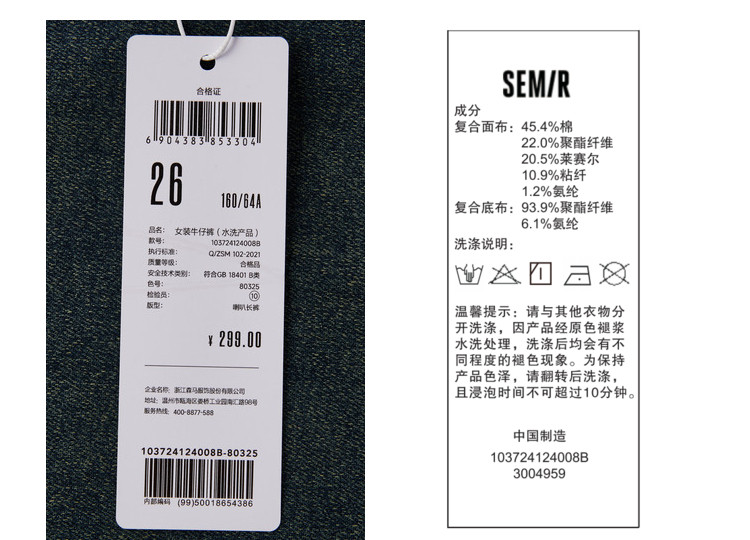 合格证
6 904383 853304
26
160/64A
品名： 女装牛仔裤（水洗产品）
款号： 103724124008B
执行标准： Q/ZSM 102-2021
质量等级： 合格品
安全技术类别： 符合GB 18401 B类
色号： 80325
检验员： 10
版型： 喇叭长裤
¥ 299.00
企业名称：浙江森马服饰股份有限公司
地址：温州市瓯海区娄桥工业园南汇路98号
服务热线：400-8877-588
103724124008B-80325
内部编码 (99)50018654386
SEM/R
成分
复合面布：45.4%棉
22.0%聚酯纤维
20.5%莱赛尔
10.9%粘纤
1.2%氨纶
复合底布：93.9%聚酯纤维
6.1%氨纶
洗涤说明：
温馨提示：请与其他衣物分
开洗涤，因产品经原色褪浆
水洗处理，洗涤后均会有不
同程度的褪色现象。为保持
产品色泽，请翻转后洗涤，
且浸泡时间不可超过10分钟。
中国制造
103724124008B
3004959